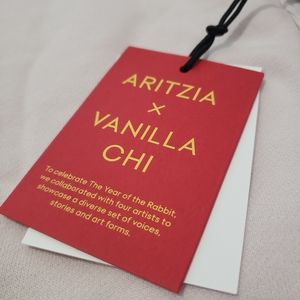 ARITZIA
×
VANILLA
CHI
To celebrate The Year of the Rabbit,
we collaborated with four artists to
showcase a diverse set of voices,
stories and art forms.